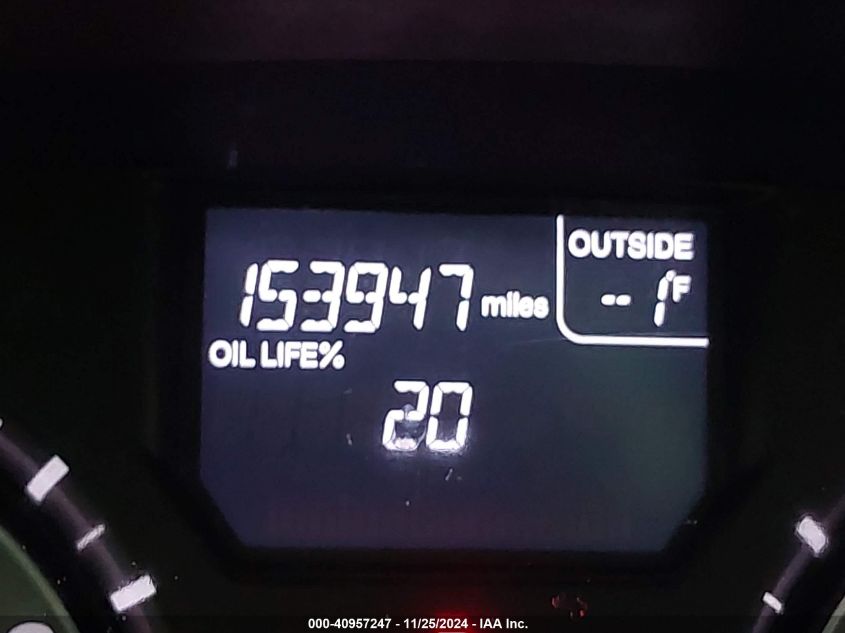 OUTSIDE
153947 miles
-- 1°F
OIL LIFE%
20
000-40957247 - 11/25/2024 - IAA Inc.